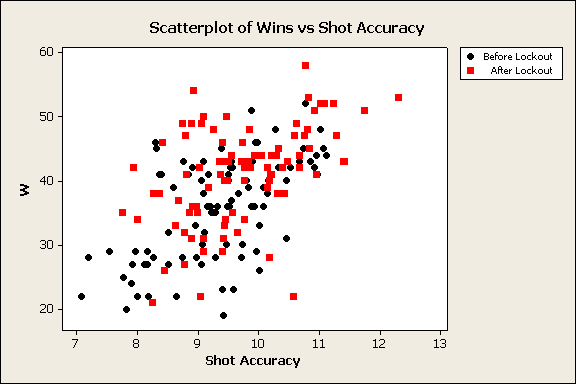 Scatterplot of Wins vs Shot Accuracy
Before Lockout
After Lockout
W
60
50
40
30
20
7 8 9 10 11 12 13
Shot Accuracy